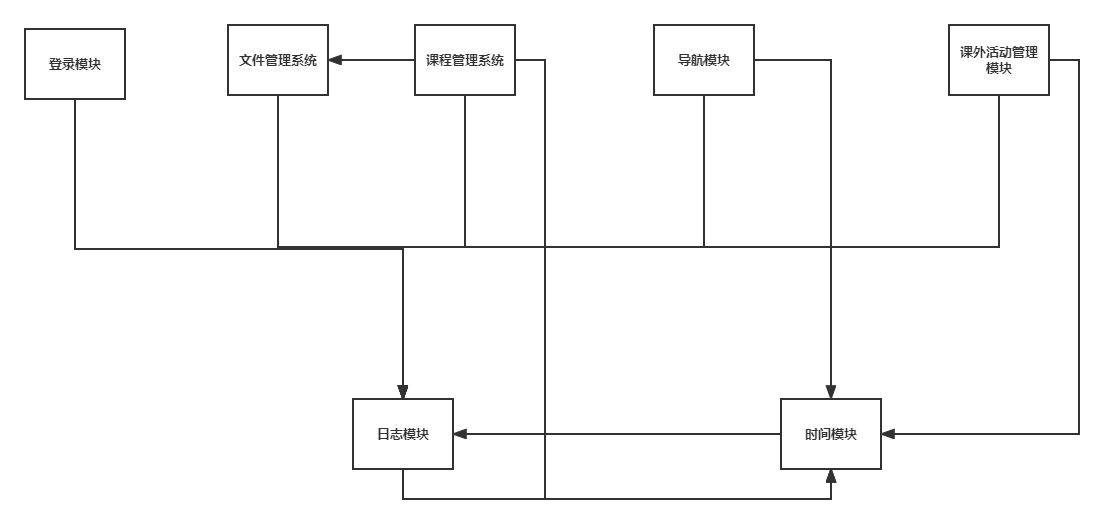 登录模块
文件管理系统
课程管理系统
导航模块
课外活动管理
模块
日志模块
时间模块